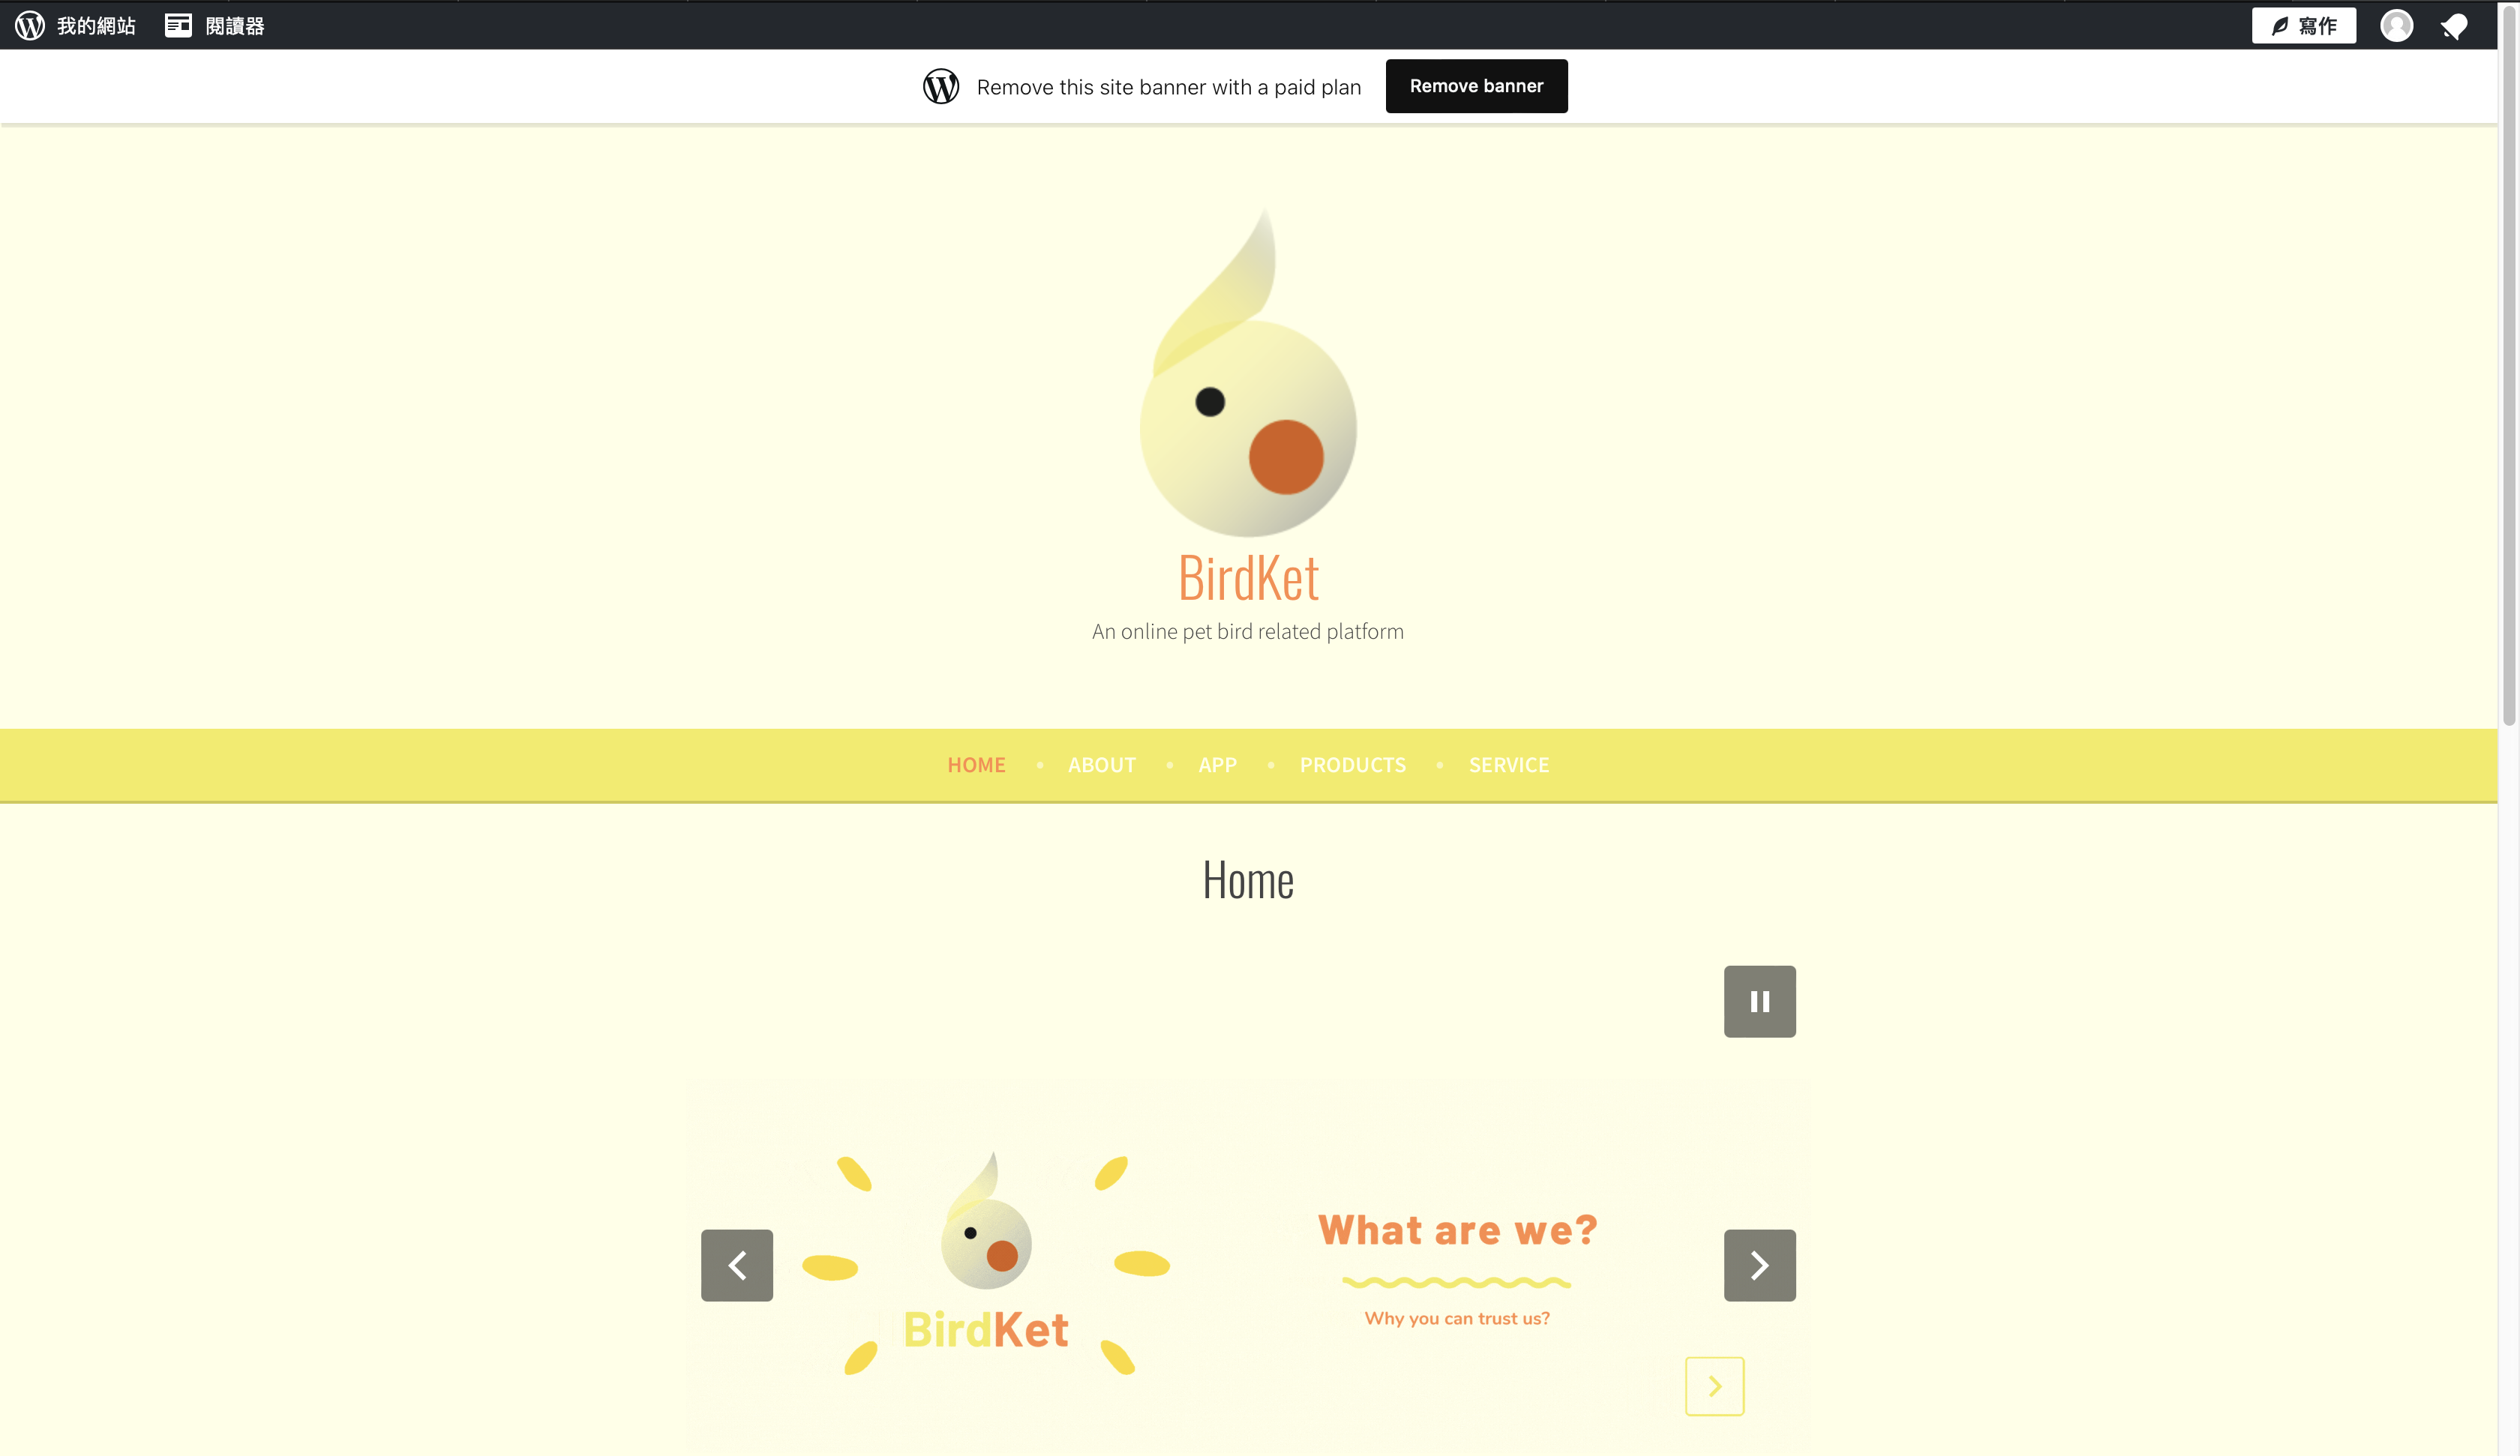 我的網站 閱讀器 寫作
Remove this site banner with a paid plan Remove banner
BirdKet
An online pet bird related platform
HOME ABOUT APP PRODUCTS SERVICE
Home
BirdKet
What are we?
Why you can trust us?